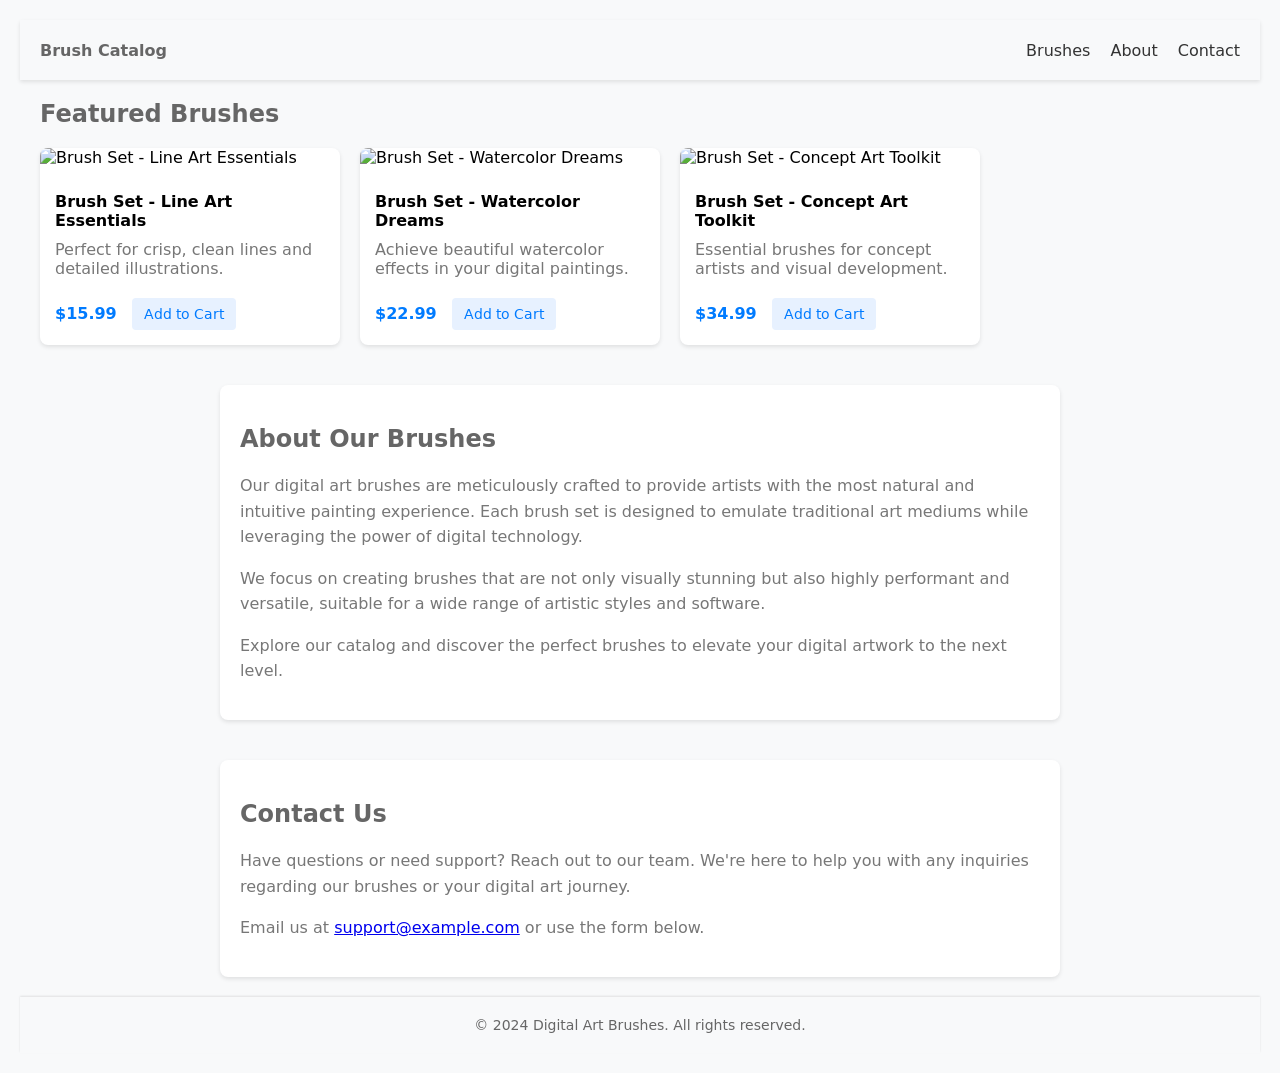 Brush Catalog
Brushes About Contact
Featured Brushes
Brush Set - Line Art Essentials
Brush Set - Line Art
Essentials
Perfect for crisp, clean lines and
detailed illustrations.
$15.99 Add to Cart
Brush Set - Watercolor Dreams
Brush Set - Watercolor
Dreams
Achieve beautiful watercolor
effects in your digital paintings.
$22.99 Add to Cart
Brush Set - Concept Art Toolkit
Brush Set - Concept Art
Toolkit
Essential brushes for concept
artists and visual development.
$34.99 Add to Cart
About Our Brushes
Our digital art brushes are meticulously crafted to provide artists with the most natural and
intuitive painting experience. Each brush set is designed to emulate traditional art mediums while
leveraging the power of digital technology.
We focus on creating brushes that are not only visually stunning but also highly performant and
versatile, suitable for a wide range of artistic styles and software.
Explore our catalog and discover the perfect brushes to elevate your digital artwork to the next
level.
Contact Us
Have questions or need support? Reach out to our team. We're here to help you with any inquiries
regarding our brushes or your digital art journey.
Email us at support@example.com or use the form below.
© 2024 Digital Art Brushes. All rights reserved.